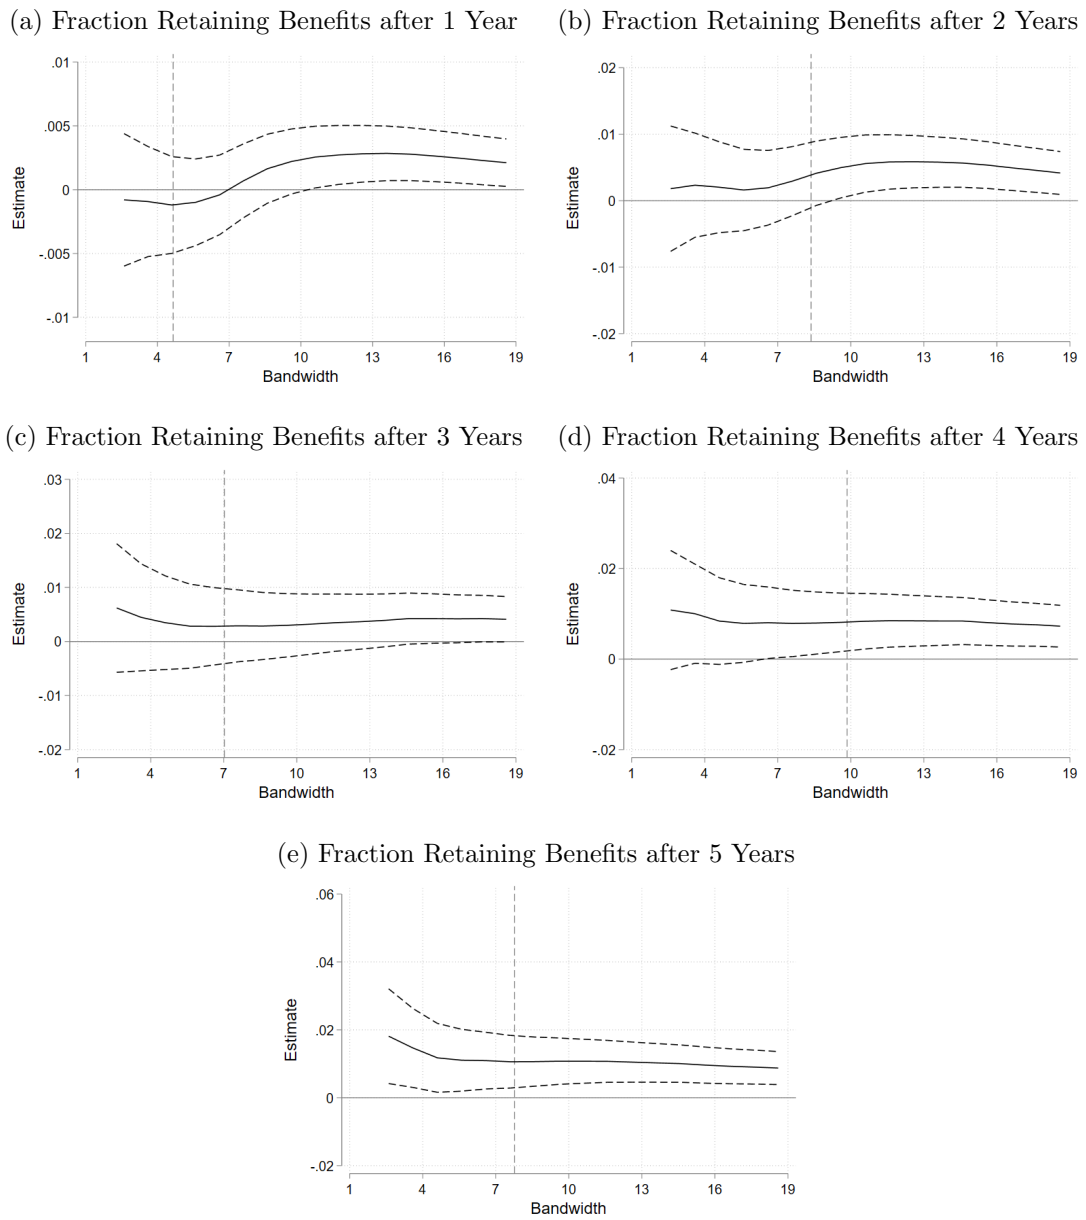 (a) Fraction Retaining Benefits after 1 Year
.01
.005
0
-.005
-.01
Estimate
1 4 7 10 13 16 19
Bandwidth
(b) Fraction Retaining Benefits after 2 Years
.02
.01
0
-.01
-.02
Estimate
1 4 7 10 13 16 19
Bandwidth
(c) Fraction Retaining Benefits after 3 Years
.03
.02
.01
0
-.01
-.02
Estimate
1 4 7 10 13 16 19
Bandwidth
(d) Fraction Retaining Benefits after 4 Years
.04
.02
0
-.02
Estimate
1 4 7 10 13 16 19
Bandwidth
(e) Fraction Retaining Benefits after 5 Years
.06
.04
.02
0
-.02
Estimate
1 4 7 10 13 16 19
Bandwidth